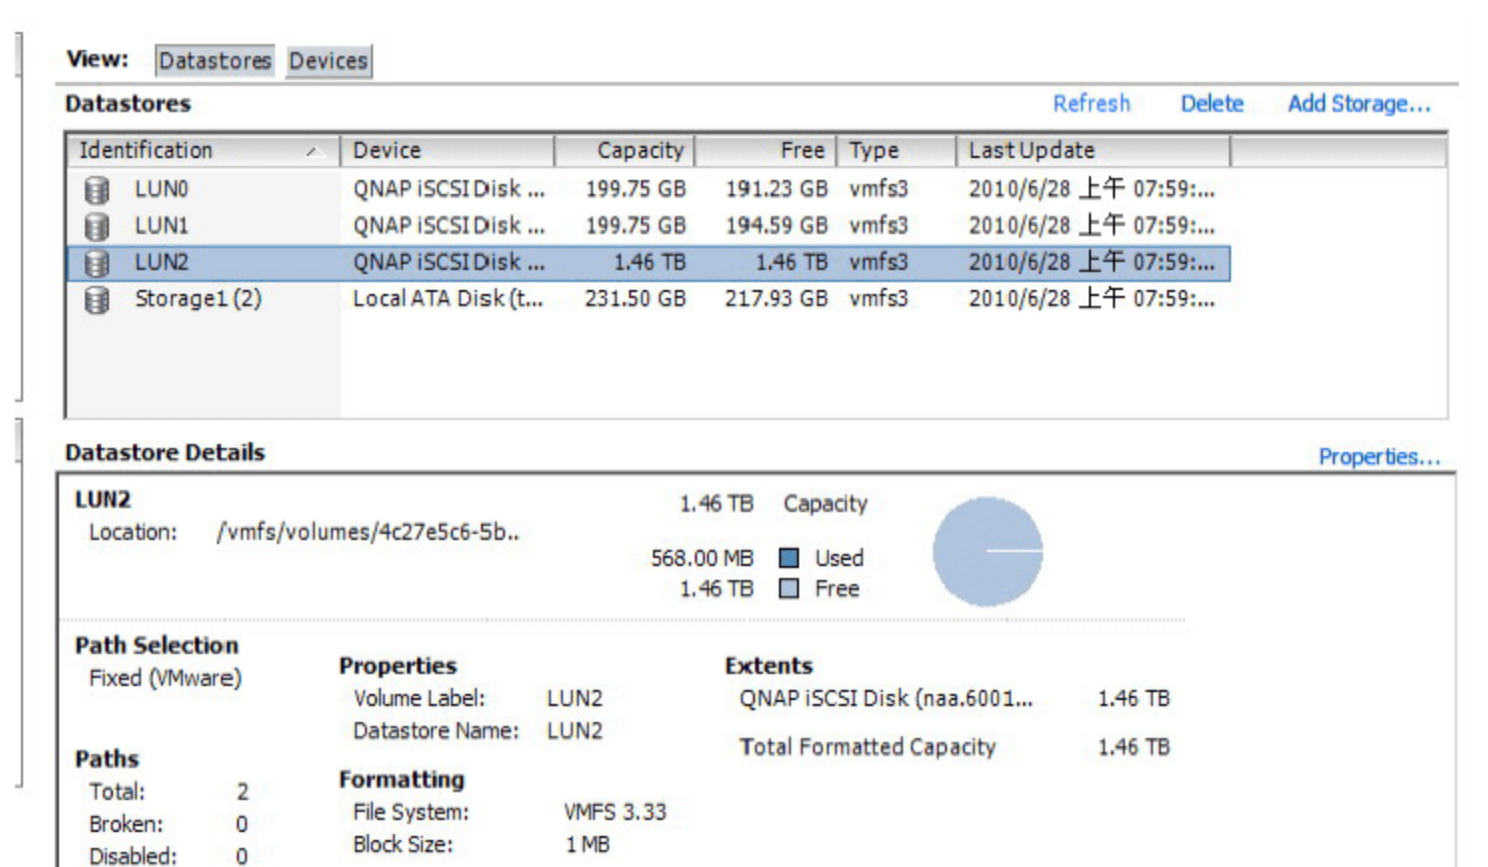 View: Datastores Devices
Datastores Refresh Delete Add Storage...
Identification Device Capacity Free Type Last Update
LUN0 QNAP iSCSI Disk ... 199.75 GB 191.23 GB vmfs3 2010/6/28 上午 07:59:...
LUN1 QNAP iSCSI Disk ... 199.75 GB 194.59 GB vmfs3 2010/6/28 上午 07:59:...
LUN2 QNAP iSCSI Disk ... 1.46 TB 1.46 TB vmfs3 2010/6/28 上午 07:59:...
Storage1 (2) Local ATA Disk (t... 231.50 GB 217.93 GB vmfs3 2010/6/28 上午 07:59:...
Datastore Details Properties...
LUN2 1.46 TB Capacity
Location: /vmfs/volumes/4c27e5c6-5b..
568.00 MB Used
1.46 TB Free
Path Selection
Fixed (VMware)
Properties
Volume Label: LUN2
Datastore Name: LUN2
Extents
QNAP iSCSI Disk (naa.6001... 1.46 TB
Total Formatted Capacity 1.46 TB
Paths
Total: 2
Broken: 0
Disabled: 0
Formatting
File System: VMFS 3.33
Block Size: 1 MB